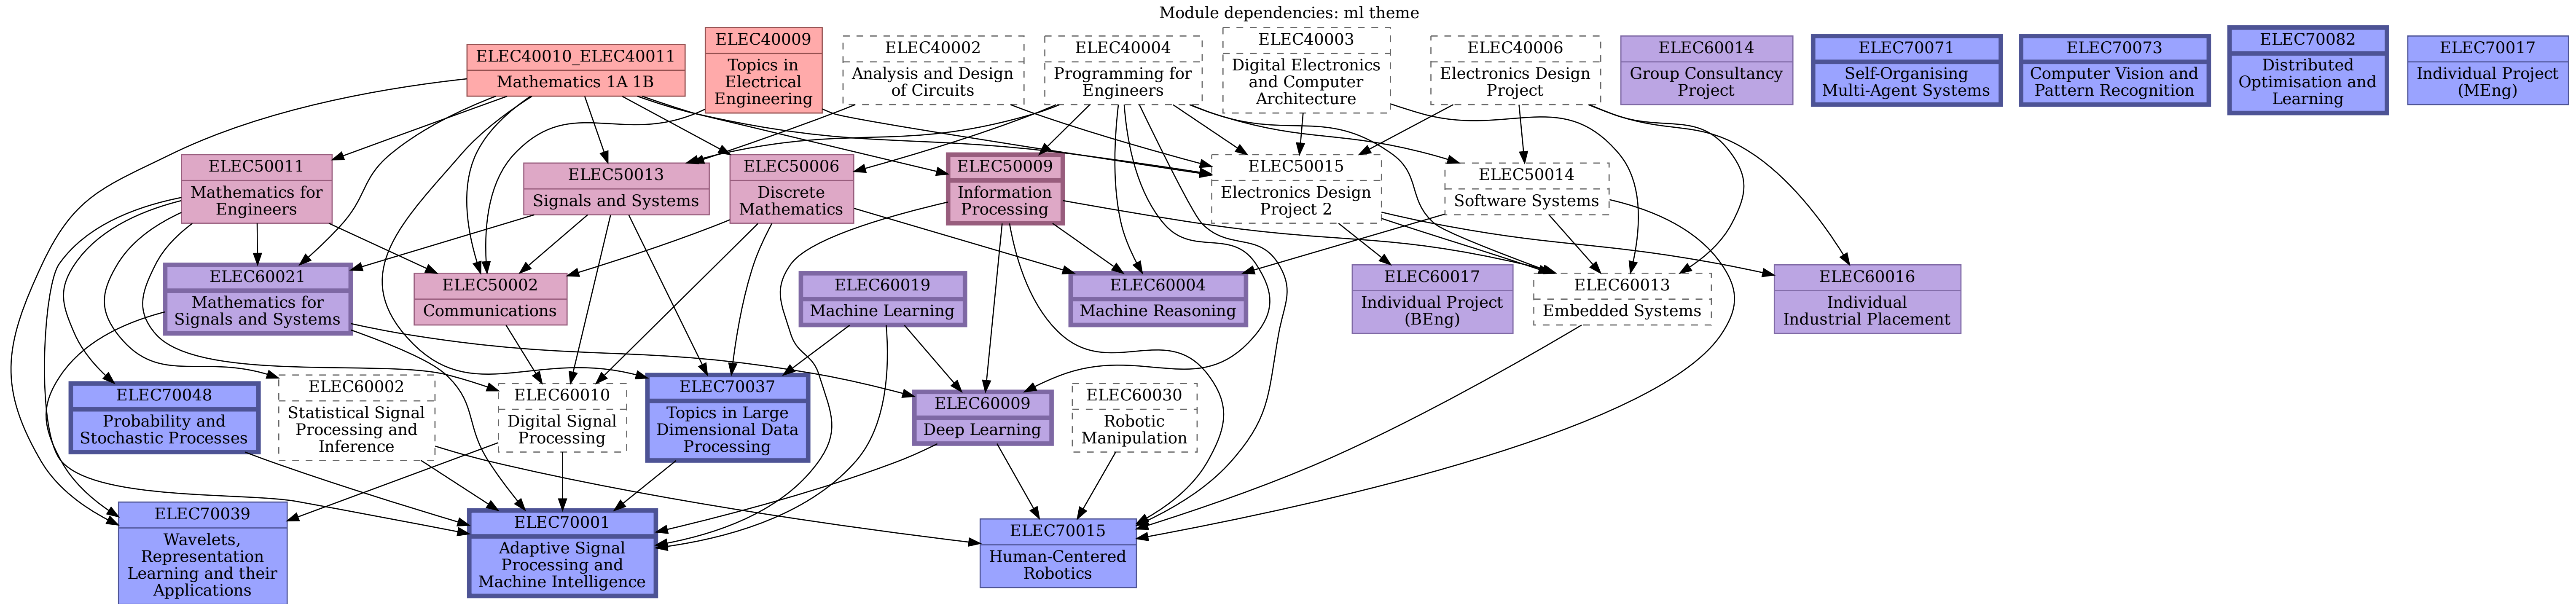 Module dependencies: ml theme
ELEC40010_ELEC40011
Mathematics 1A 1B
ELEC40009
Topics in
Electrical
Engineering
ELEC40002
Analysis and Design
of Circuits
ELEC40004
Programming for
Engineers
ELEC40003
Digital Electronics
and Computer
Architecture
ELEC40006
Electronics Design
Project
ELEC60014
Group Consultancy
Project
ELEC70071
Self-Organising
Multi-Agent Systems
ELEC70073
Computer Vision and
Pattern Recognition
ELEC70082
Distributed
Optimisation and
Learning
ELEC70017
Individual Project
(MEng)
ELEC50011
Mathematics for
Engineers
ELEC50013
Signals and Systems
ELEC50006
Discrete
Mathematics
ELEC50009
Information
Processing
ELEC50015
Electronics Design
Project 2
ELEC50014
Software Systems
ELEC60021
Mathematics for
Signals and Systems
ELEC50002
Communications
ELEC60019
Machine Learning
ELEC60004
Machine Reasoning
ELEC60017
Individual Project
(BEng)
ELEC60013
Embedded Systems
ELEC60016
Individual
Industrial Placement
ELEC70048
Probability and
Stochastic Processes
ELEC60002
Statistical Signal
Processing and
Inference
ELEC60010
Digital Signal
Processing
ELEC70037
Topics in Large
Dimensional Data
Processing
ELEC60009
Deep Learning
ELEC60030
Robotic
Manipulation
ELEC70039
Wavelets,
Representation
Learning and their
Applications
ELEC70001
Adaptive Signal
Processing and
Machine Intelligence
ELEC70015
Human-Centered
Robotics